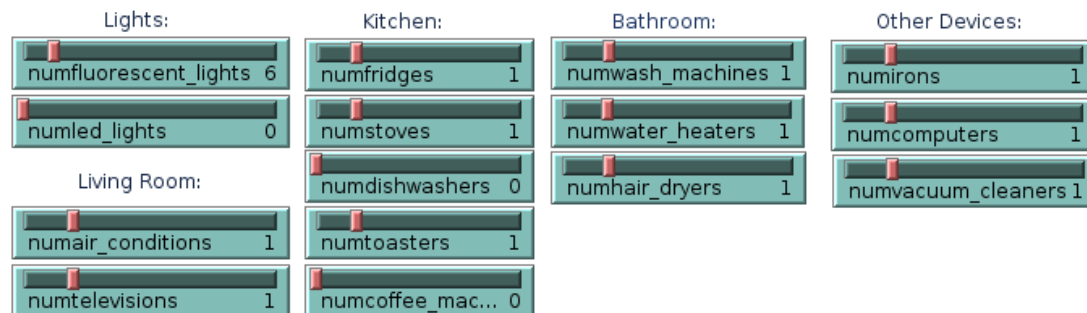 Lights:
numfluorescent_lights 6
numled_lights 0
Living Room:
numair_conditions 1
numtelevisions 1
Kitchen:
numfridges 1
numstoves 1
numdishwashers 0
numtoasters 1
numcoffee_mac... 0
Bathroom:
numwash_machines 1
numwater_heaters 1
numhair_dryers 1
Other Devices:
numirons 1
numcomputers 1
numvacuum_cleaners 1